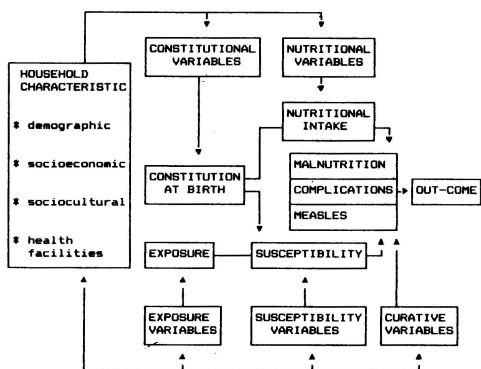 CONSTITUTIONAL
VARIABLES
NUTRITIONAL
VARIABLES
HOUSEHOLD
CHARACTERISTIC
* demographic
* socioeconomic
* sociocultural
* health
facilities
NUTRITIONAL
INTAKE
CONSTITUTION
AT BIRTH
MALNUTRITION
COMPLICATIONS
MEASLES
OUT-COME
EXPOSURE
SUSCEPTIBILITY
EXPOSURE
VARIABLES
SUSCEPTIBILITY
VARIABLES
CURATIVE
VARIABLES